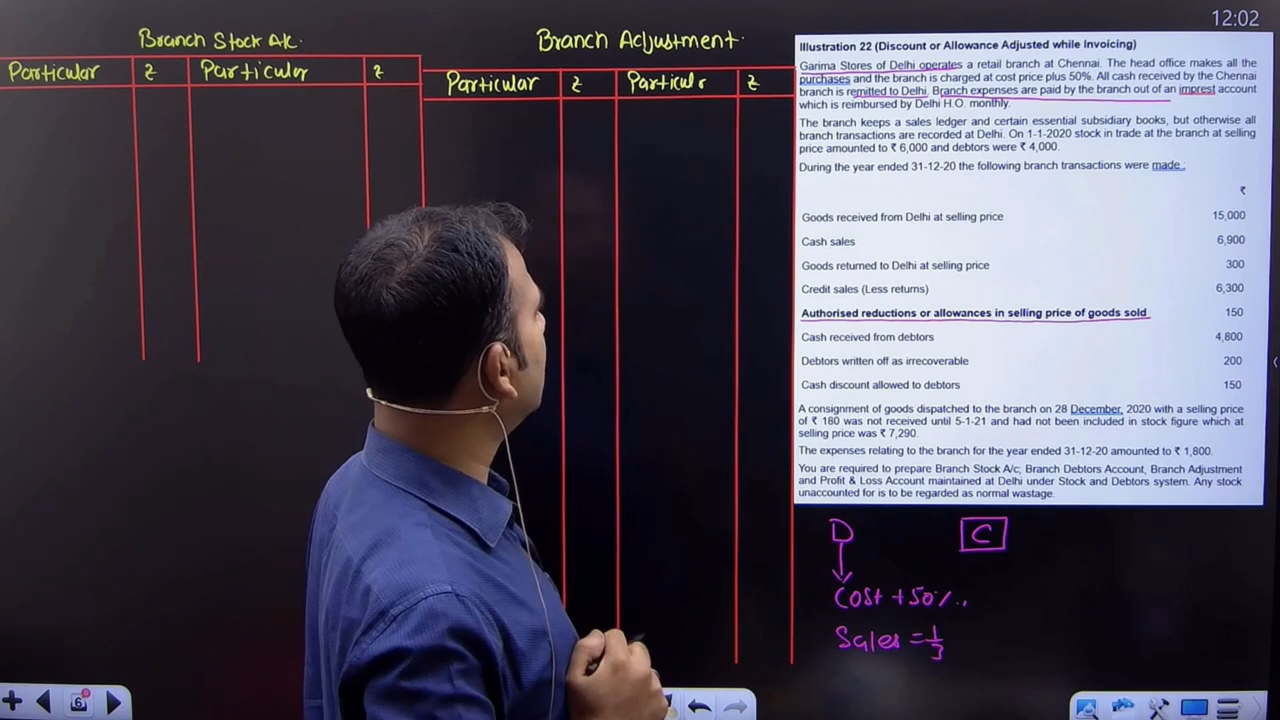 12:02
Branch Stock A/c.
Particular ₹ Particular ₹
Branch Adjustment.
Particular ₹ Particular ₹
Illustration 22 (Discount or Allowance Adjusted while Invoicing)
Garima Stores of Delhi operates a retail branch at Chennai. The head office makes all the
purchases and the branch is charged at cost price plus 50%. All cash received by the Chennai
branch is remitted to Delhi. Branch expenses are paid by the branch out of an imprest account
which is reimbursed by Delhi H.O. monthly.
The branch keeps a sales ledger and certain essential subsidiary books, but otherwise all
branch transactions are recorded at Delhi. On 1-1-2020 stock in trade at the branch at selling
price amounted to ₹ 6,000 and debtors were ₹ 4,000.
During the year ended 31-12-20 the following branch transactions were made :
₹
Goods received from Delhi at selling price 15,000
Cash sales 6,900
Goods returned to Delhi at selling price 300
Credit sales (Less returns) 6,300
Authorised reductions or allowances in selling price of goods sold 150
Cash received from debtors 4,800
Debtors written off as irrecoverable 200
Cash discount allowed to debtors 150
A consignment of goods dispatched to the branch on 28 December, 2020 with a selling price
of ₹ 180 was not received until 5-1-21 and had not been included in stock figure which at
selling price was ₹ 7,290.
The expenses relating to the branch for the year ended 31-12-20 amounted to ₹ 1,800.
You are required to prepare Branch Stock A/c, Branch Debtors Account, Branch Adjustment
and Profit & Loss Account maintained at Delhi under Stock and Debtors system. Any stock
unaccounted for is to be regarded as normal wastage.
D C
Cost + 50%.
Sales = 1/3
6